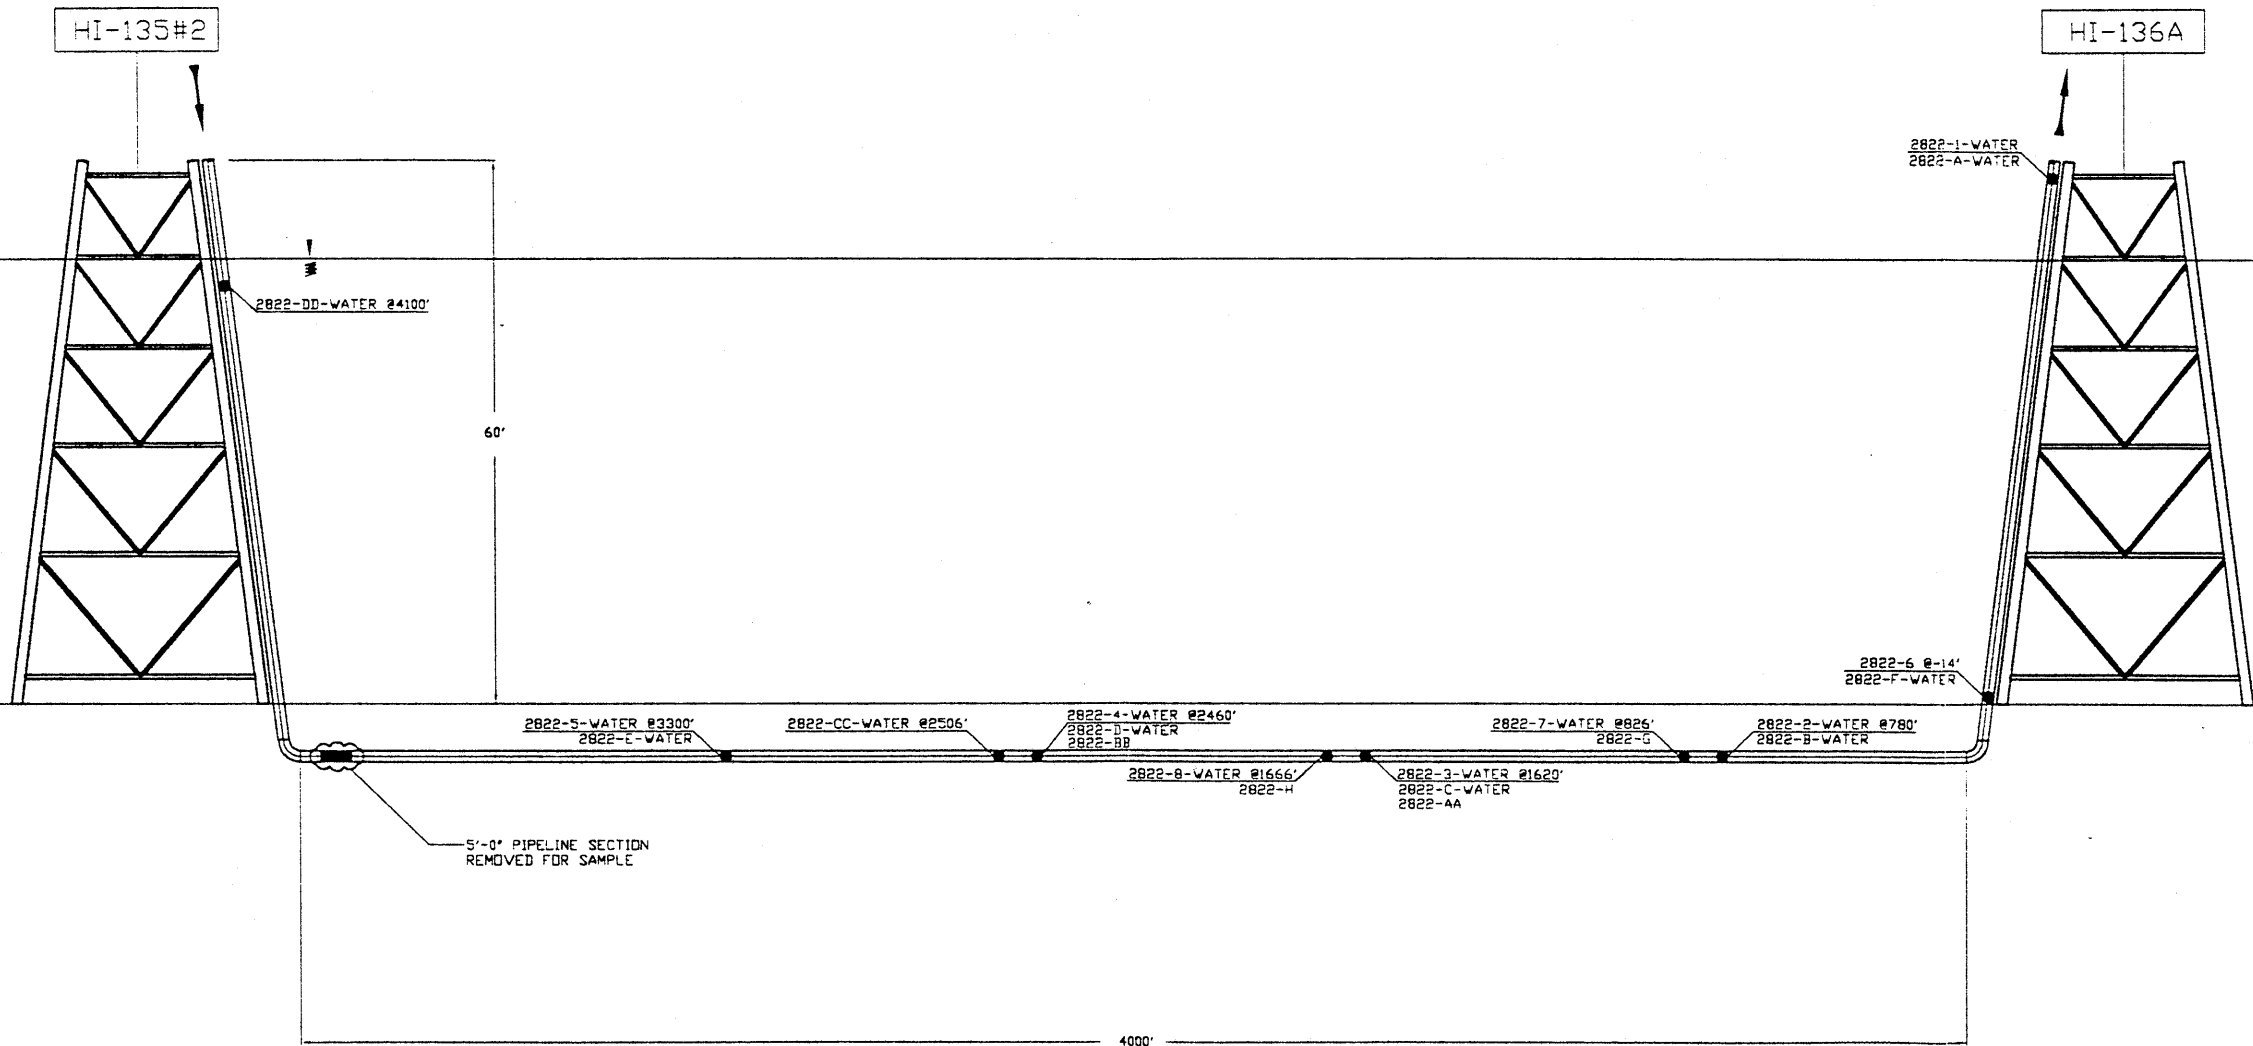 HI-135#2
HI-136A
2822-1-WATER
2822-A-WATER
2822-DD-WATER @4100'
60'
2822-6 @-14'
2822-F-WATER
2822-5-WATER @3300'
2822-E-WATER
2822-CC-WATER @2506'
2822-4-WATER @2460'
2822-D-WATER
2822-BB
2822-7-WATER @826'
2822-G
2822-2-WATER @780'
2822-B-WATER
2822-8-WATER @1666'
2822-H
2822-3-WATER @1620'
2822-C-WATER
2822-AA
5'-0" PIPELINE SECTION
REMOVED FOR SAMPLE
4000'